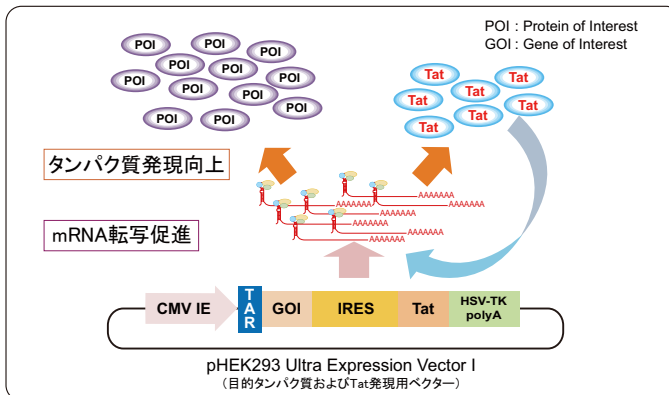 POI : Protein of Interest
GOI : Gene of Interest
POI
POI
POI
POI
POI
POI
POI
POI
POI
POI
POI
POI
Tat
Tat
Tat
Tat
Tat
Tat
Tat
タンパク質発現向上
mRNA転写促進
AAAAAAA
AAAAAAA
AAAAAAA
AAAAAAA
AAAAAAA
AAAAAAA
CMV IE
TAR
GOI
IRES
Tat
HSV-TK
polyA
pHEK293 Ultra Expression Vector I
(目的タンパク質およびTat発現用ベクター)